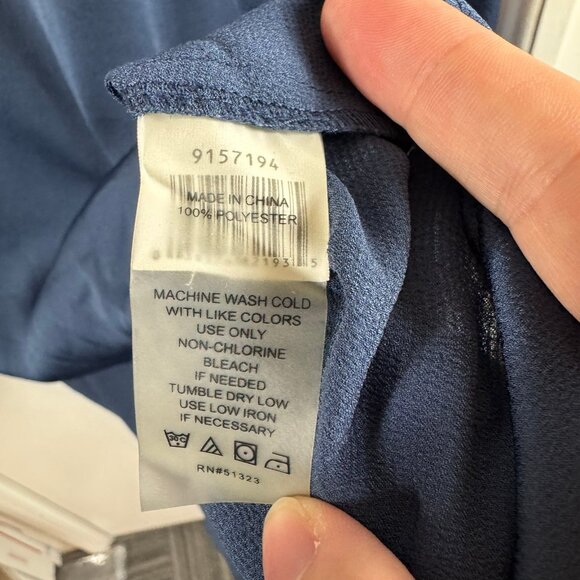 9157194
MADE IN CHINA
100% POLYESTER
MACHINE WASH COLD
WITH LIKE COLORS
USE ONLY
NON-CHLORINE
BLEACH
IF NEEDED
TUMBLE DRY LOW
USE LOW IRON
IF NECESSARY
30C
RN#51323